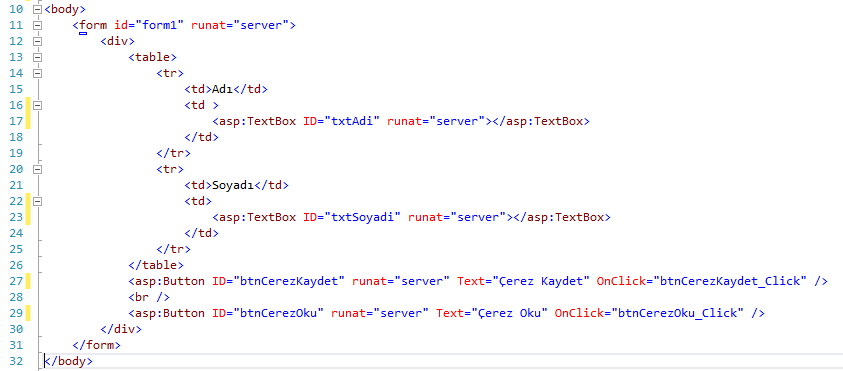 10 <body>
11 <form id="form1" runat="server">
12 <div>
13 <table>
14 <tr>
15 <td>Adı</td>
16 <td >
17 <asp:TextBox ID="txtAdi" runat="server"></asp:TextBox>
18 </td>
19 </tr>
20 <tr>
21 <td>Soyadı</td>
22 <td>
23 <asp:TextBox ID="txtSoyadi" runat="server"></asp:TextBox>
24 </td>
25 </tr>
26 </table>
27 <asp:Button ID="btnCerezKaydet" runat="server" Text="Çerez Kaydet" OnClick="btnCerezKaydet_Click" />
28 <br />
29 <asp:Button ID="btnCerezOku" runat="server" Text="Çerez Oku" OnClick="btnCerezOku_Click" />
30 </div>
31 </form>
32 </body>